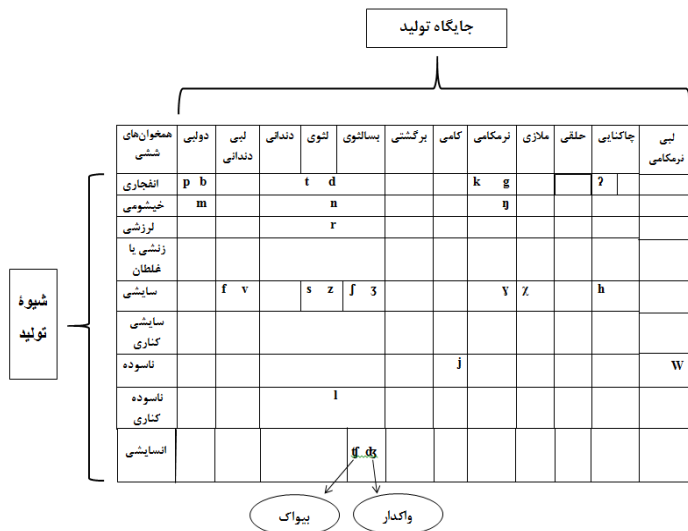 جایگاه تولید
همخوان‌های ششی دولبی لبی دندانی دندانی لثوی پسالثوی برگشتی کامی نرمکامی ملازی حلقی چاکنایی لبی نرمکامی
انفجاری p b t d k g ʔ
خیشومی m n ŋ
لرزشی r
زنشی یا غلطان
سایشی f v s z ʃ ʒ ɣ χ h
سایشی کناری
ناسوده j W
ناسوده کناری l
انسایشی ʧ ʤ
شیوۀ تولید
بیواک
واکدار